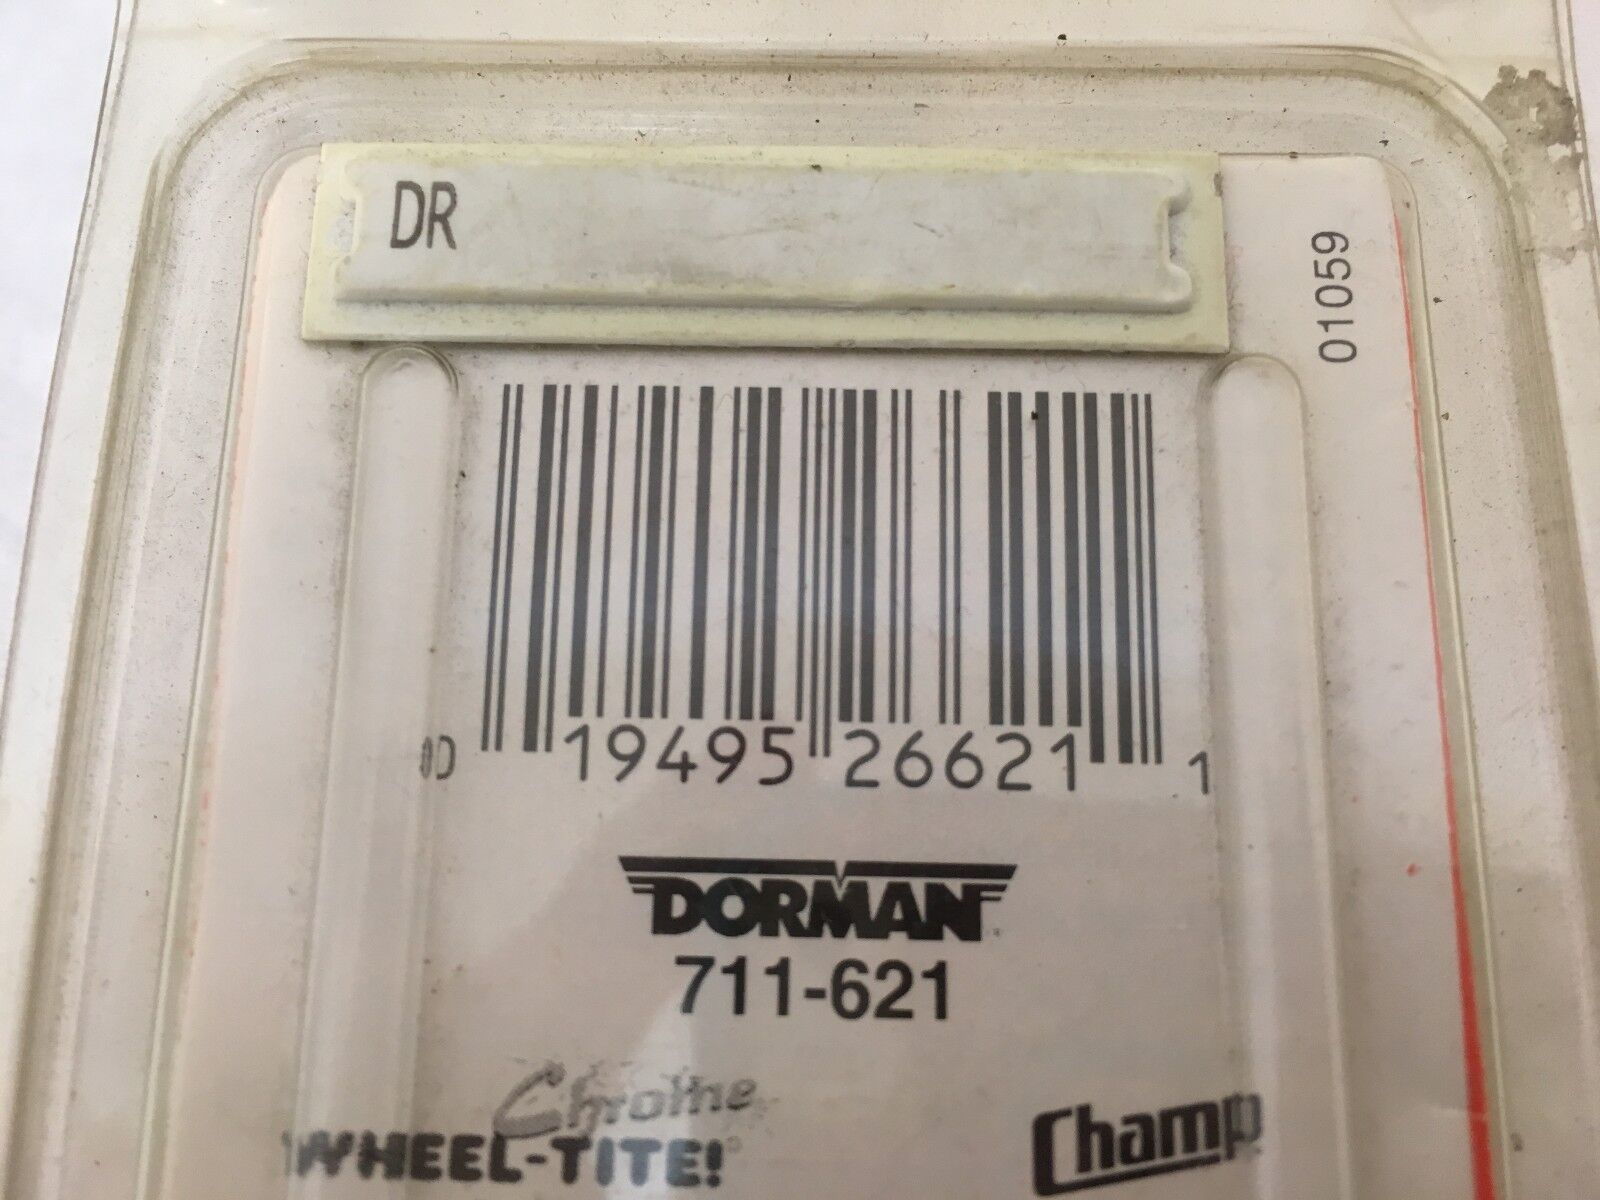 DR
01059
0 19495 26621 1
DORMAN
711-621
Chrome
WHEEL-TITE!
Champ